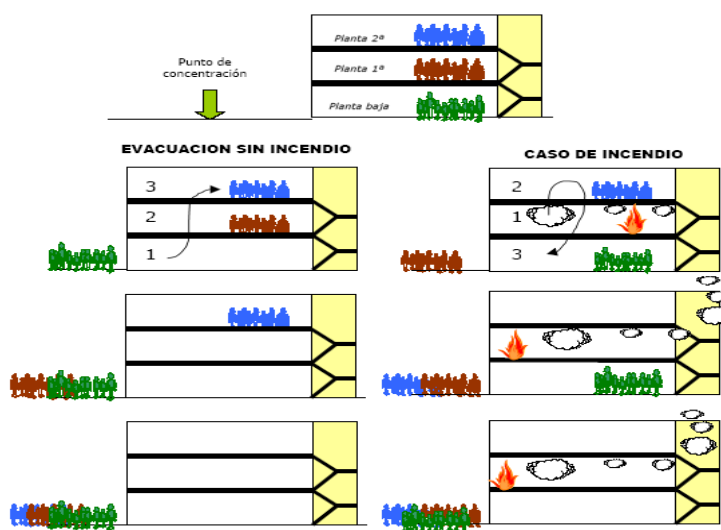 Planta 2ª
Punto de
concentración
Planta 1ª
Planta baja
EVACUACION SIN INCENDIO
CASO DE INCENDIO
3
2
1
2
1
3